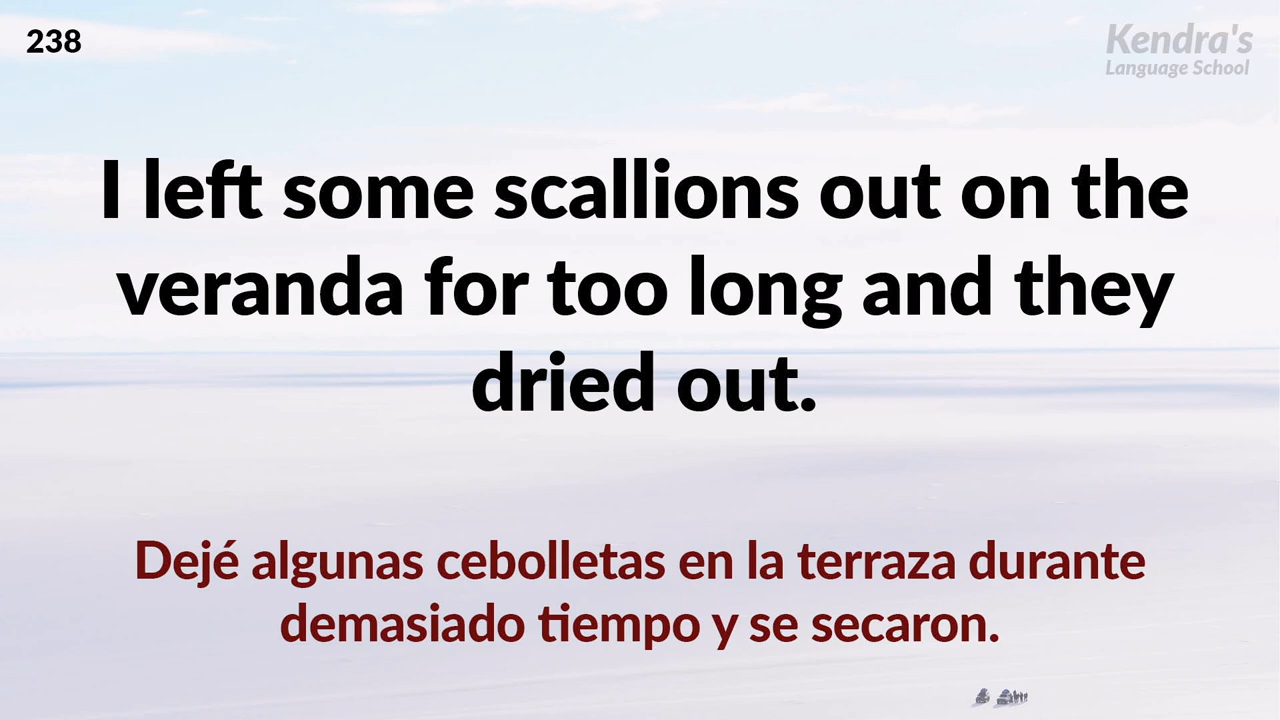 238
Kendra's
Language School
I left some scallions out on the
veranda for too long and they
dried out.
Dejé algunas cebolletas en la terraza durante
demasiado tiempo y se secaron.